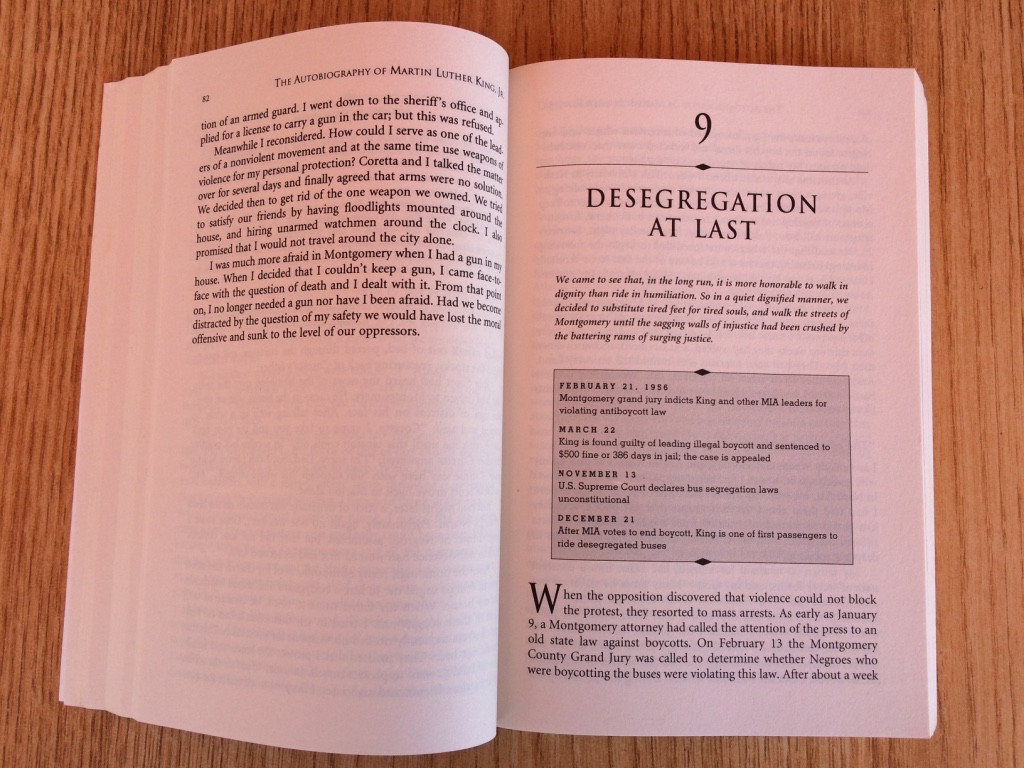 82
THE AUTOBIOGRAPHY OF MARTIN LUTHER KING, JR.
tion of an armed guard. I went down to the sheriff's office and ap-
plied for a license to carry a gun in the car; but this was refused.
Meanwhile I reconsidered. How could I serve as one of the lead-
ers of a nonviolent movement and at the same time use weapons of
violence for my personal protection? Coretta and I talked the matter
over for several days and finally agreed that arms were no solution.
We decided then to get rid of the one weapon we owned. We tried
to satisfy our friends by having floodlights mounted around the
house, and hiring unarmed watchmen around the clock. I also
promised that I would not travel around the city alone.
I was much more afraid in Montgomery when I had a gun in my
house. When I decided that I couldn't keep a gun, I came face-to-
face with the question of death and I dealt with it. From that point
on, I no longer needed a gun nor have I been afraid. Had we become
distracted by the question of my safety we would have lost the moral
offensive and sunk to the level of our oppressors.
9
DESEGREGATION
AT LAST
We came to see that, in the long run, it is more honorable to walk in
dignity than ride in humiliation. So in a quiet dignified manner, we
decided to substitute tired feet for tired souls, and walk the streets of
Montgomery until the sagging walls of injustice had been crushed by
the battering rams of surging justice.
FEBRUARY 21, 1956
Montgomery grand jury indicts King and other MIA leaders for
violating antiboycott law
MARCH 22
King is found guilty of leading illegal boycott and sentenced to
$500 fine or 386 days in jail; the case is appealed
NOVEMBER 13
U.S. Supreme Court declares bus segregation laws
unconstitutional
DECEMBER 21
After MIA votes to end boycott, King is one of first passengers to
ride desegregated buses
When the opposition discovered that violence could not block
the protest, they resorted to mass arrests. As early as January
9, a Montgomery attorney had called the attention of the press to an
old state law against boycotts. On February 13 the Montgomery
County Grand Jury was called to determine whether Negroes who
were boycotting the buses were violating this law. After about a week